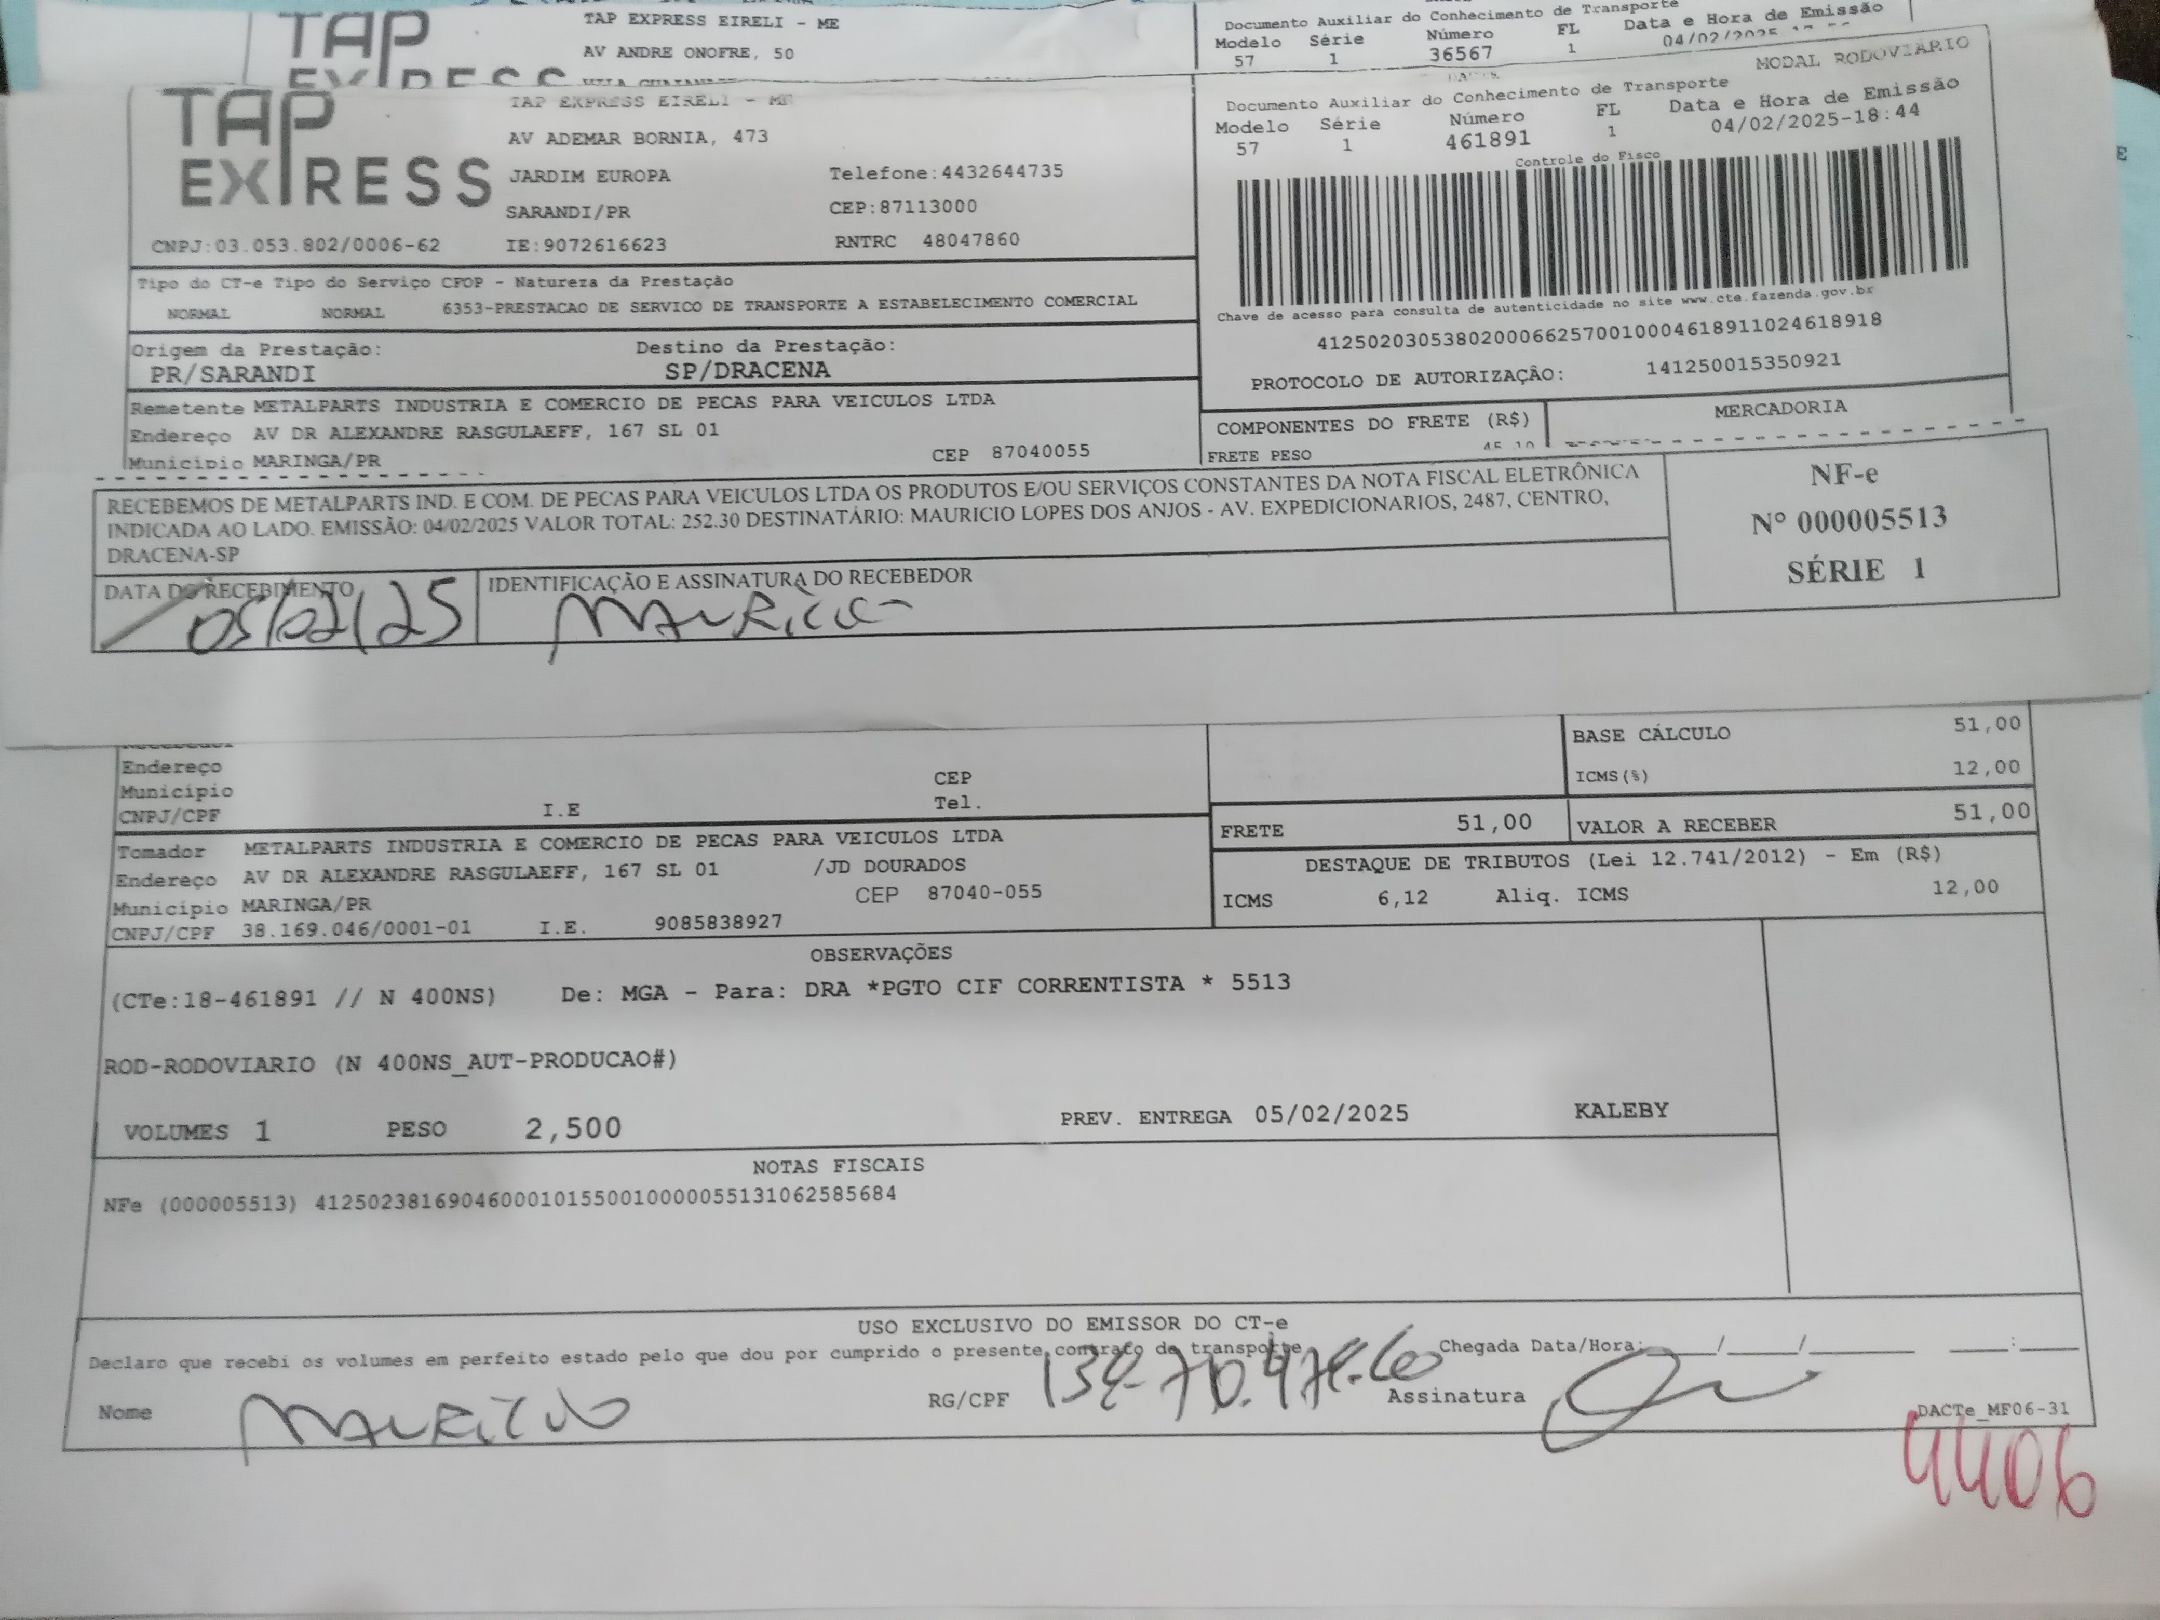 TAP
EXPRESS
TAP EXPRESS EIRELI - ME
AV ANDRE ONOFRE, 50
Documento Auxiliar do Conhecimento de Transporte
Modelo Série Número FL Data e Hora de Emissão
57 1 36567 1 04/02/2025
TAP
EXPRESS
TAP EXPRESS EIRELI - ME
AV ADEMAR BORNIA, 473
JARDIM EUROPA Telefone:4432644735
SARANDI/PR CEP:87113000
CNPJ:03.053.802/0006-62 IE:9072616623 RNTRC 48047860
MODAL RODOVIARIO
Documento Auxiliar do Conhecimento de Transporte
Modelo Série Número FL Data e Hora de Emissão
57 1 461891 1 04/02/2025-18:44
Controle do Fisco
Chave de acesso para consulta de autenticidade no site www.cte.fazenda.gov.br
41250203053802000662570010004618911024618918
PROTOCOLO DE AUTORIZAÇÃO: 141250015350921
Tipo do CT-e Tipo do Serviço CFOP - Natureza da Prestação
NORMAL NORMAL 6353-PRESTACAO DE SERVICO DE TRANSPORTE A ESTABELECIMENTO COMERCIAL
Origem da Prestação: Destino da Prestação:
PR/SARANDI SP/DRACENA
Remetente METALPARTS INDUSTRIA E COMERCIO DE PECAS PARA VEICULOS LTDA
Endereço AV DR ALEXANDRE RASGULAEFF, 167 SL 01
Município MARINGA/PR CEP 87040055
COMPONENTES DO FRETE (R$) MERCADORIA
FRETE PESO 45,10
RECEBEMOS DE METALPARTS IND. E COM. DE PECAS PARA VEICULOS LTDA OS PRODUTOS E/OU SERVIÇOS CONSTANTES DA NOTA FISCAL ELETRÔNICA
INDICADA AO LADO. EMISSÃO: 04/02/2025 VALOR TOTAL: 252.30 DESTINATÁRIO: MAURICIO LOPES DOS ANJOS - AV. EXPEDICIONARIOS, 2487, CENTRO,
DRACENA-SP
NF-e
Nº 000005513
SÉRIE 1
DATA DO RECEBIMENTO IDENTIFICAÇÃO E ASSINATURA DO RECEBEDOR
05/02/25 MAURICIO
Endereço CEP
Município Tel.
CNPJ/CPF I.E
BASE CÁLCULO 51,00
ICMS(%) 12,00
FRETE 51,00 VALOR A RECEBER 51,00
DESTAQUE DE TRIBUTOS (Lei 12.741/2012) - Em (R$)
ICMS 6,12 Aliq. ICMS 12,00
Tomador METALPARTS INDUSTRIA E COMERCIO DE PECAS PARA VEICULOS LTDA
Endereço AV DR ALEXANDRE RASGULAEFF, 167 SL 01 /JD DOURADOS
Município MARINGA/PR CEP 87040-055
CNPJ/CPF 38.169.046/0001-01 I.E. 9085838927
OBSERVAÇÕES
(CTe:18-461891 // N 400NS) De: MGA - Para: DRA *PGTO CIF CORRENTISTA * 5513
ROD-RODOVIARIO (N 400NS_AUT-PRODUCAO#)
VOLUMES 1 PESO 2,500 PREV. ENTREGA 05/02/2025 KALEBY
NOTAS FISCAIS
NFe (000005513) 41250238169046000101550010000055131062585684
USO EXCLUSIVO DO EMISSOR DO CT-e
Declaro que recebi os volumes em perfeito estado pelo que dou por cumprido o presente contrato de transporte Chegada Data/Hora: / / :
Nome MAURICIO RG/CPF Assinatura
DACTe_MF06-31
4406